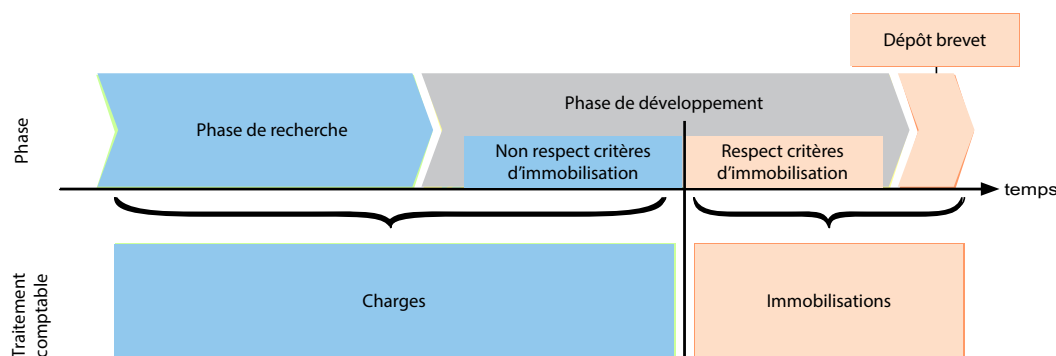 Dépôt brevet
Phase
Phase de recherche
Phase de développement
Non respect critères
d'immobilisation
Respect critères
d'immobilisation
temps
Traitement
comptable
Charges
Immobilisations